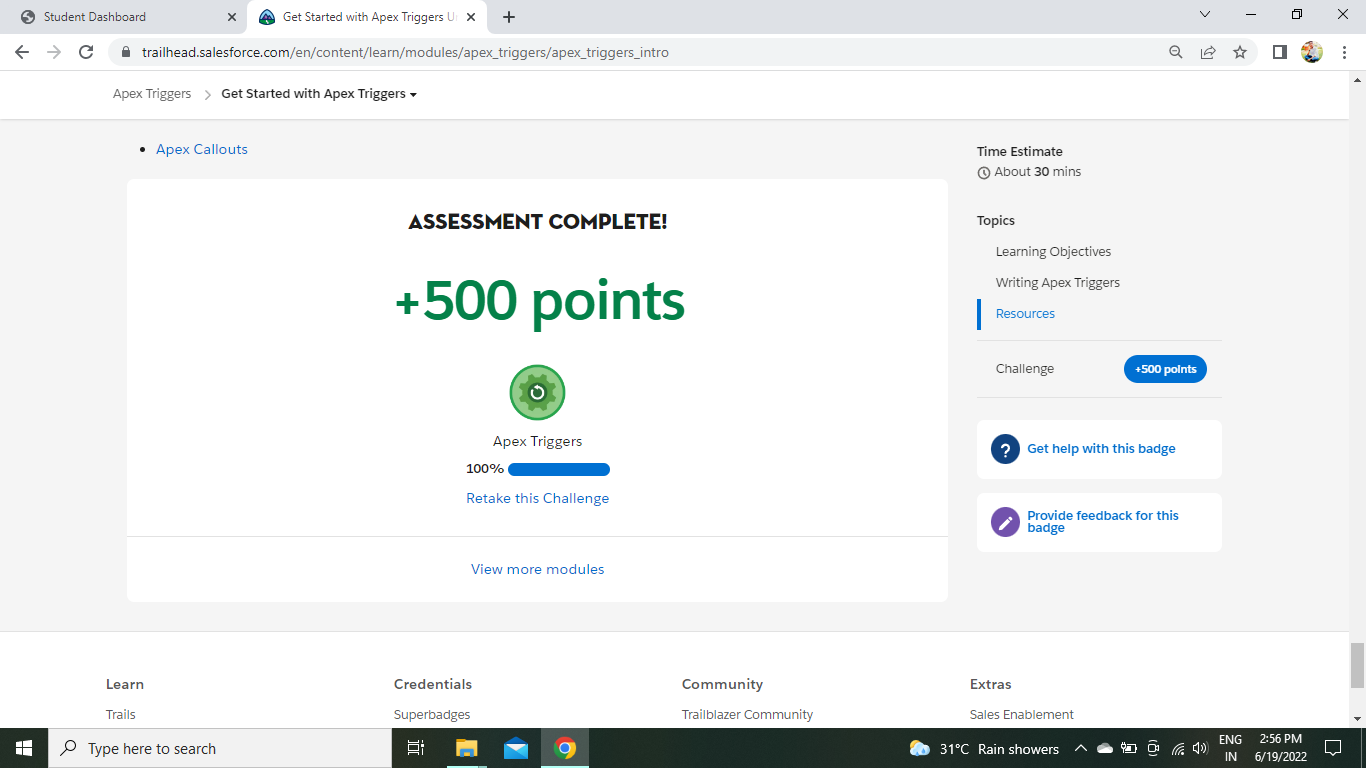 Student Dashboard
Get Started with Apex Triggers U
trailhead.salesforce.com/en/content/learn/modules/apex_triggers/apex_triggers_intro
Apex Triggers
Get Started with Apex Triggers
Apex Callouts
ASSESSMENT COMPLETE!
+500 points
Apex Triggers
100%
Retake this Challenge
View more modules
Time Estimate
About 30 mins
Topics
Learning Objectives
Writing Apex Triggers
Resources
Challenge
+500 points
?
Get help with this badge
Provide feedback for this
badge
Learn
Credentials
Community
Extras
Trails
Superbadges
Trailblazer Community
Sales Enablement
Type here to search
31°C Rain showers
ENG
IN
2:56 PM
6/19/2022